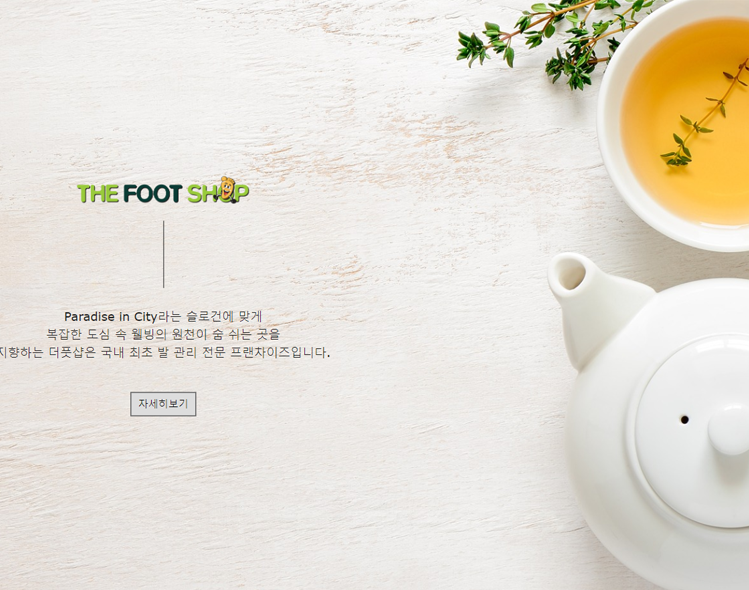 THE FOOT SHOP
Paradise in City라는 슬로건에 맞게
복잡한 도심 속 웰빙의 원천이 숨 쉬는 곳을
지향하는 더풋샵은 국내 최초 발 관리 전문 프랜차이즈입니다.
자세히보기